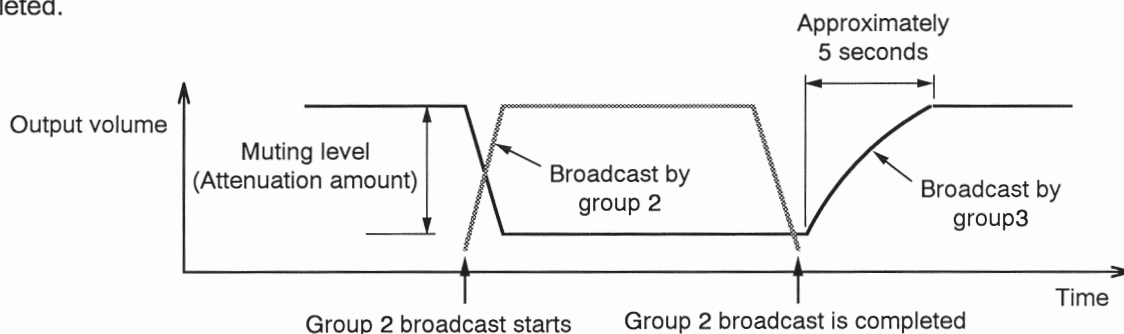 leted.
Approximately
5 seconds
Output volume
Muting level
(Attenuation amount)
Broadcast by
group 2
Broadcast by
group3
Time
Group 2 broadcast starts
Group 2 broadcast is completed